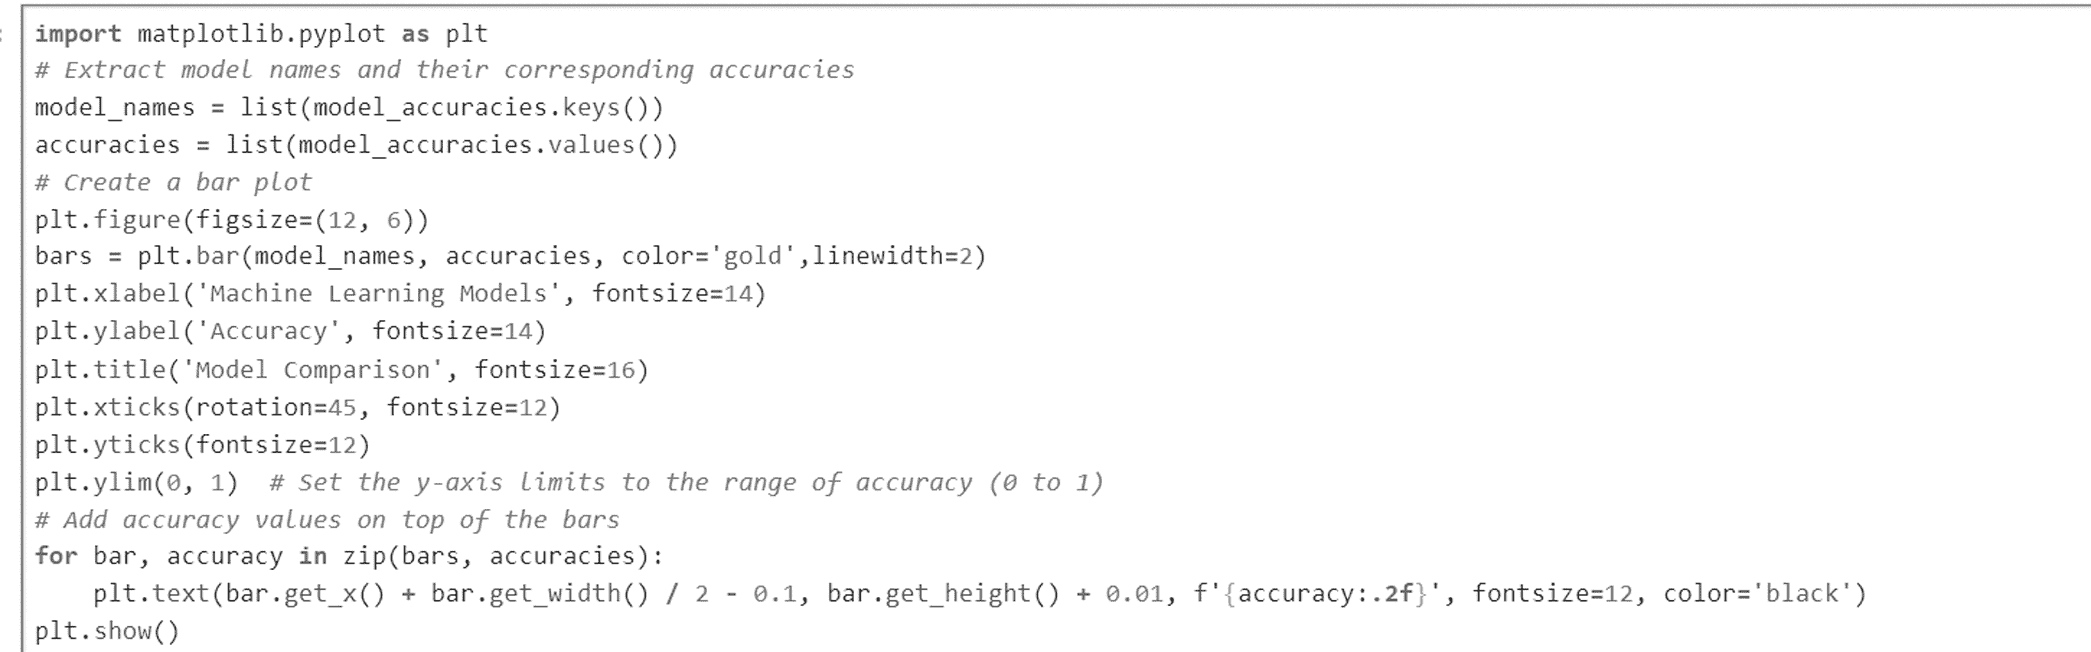 import matplotlib.pyplot as plt
# Extract model names and their corresponding accuracies
model_names = list(model_accuracies.keys())
accuracies = list(model_accuracies.values())
# Create a bar plot
plt.figure(figsize=(12, 6))
bars = plt.bar(model_names, accuracies, color='gold',linewidth=2)
plt.xlabel('Machine Learning Models', fontsize=14)
plt.ylabel('Accuracy', fontsize=14)
plt.title('Model Comparison', fontsize=16)
plt.xticks(rotation=45, fontsize=12)
plt.yticks(fontsize=12)
plt.ylim(0, 1)  # Set the y-axis limits to the range of accuracy (0 to 1)
# Add accuracy values on top of the bars
for bar, accuracy in zip(bars, accuracies):
    plt.text(bar.get_x() + bar.get_width() / 2 - 0.1, bar.get_height() + 0.01, f'{accuracy:.2f}', fontsize=12, color='black')
plt.show()